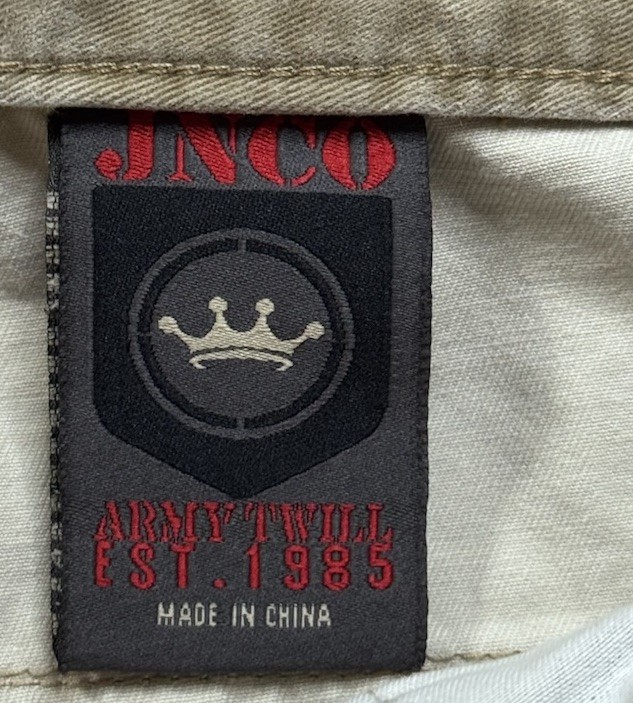 JNCO
ARMY TWILL
EST.1985
MADE IN CHINA